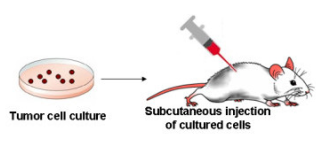 Tumor cell culture
Subcutaneous injection
of cultured cells